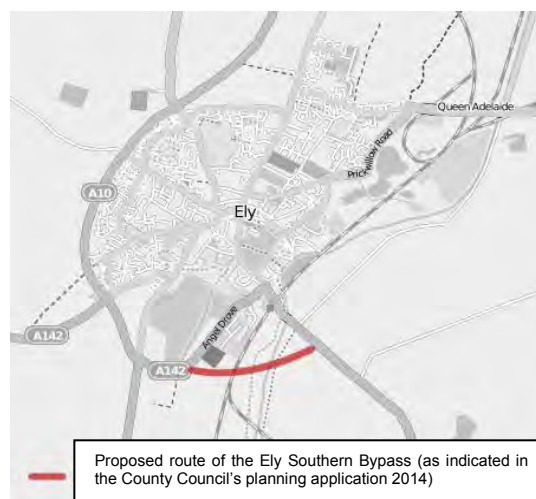 Queen Adelaide
Prickwillow Road
A10
Ely
Angel Drove
A142
A142
Proposed route of the Ely Southern Bypass (as indicated in
the County Council's planning application 2014)